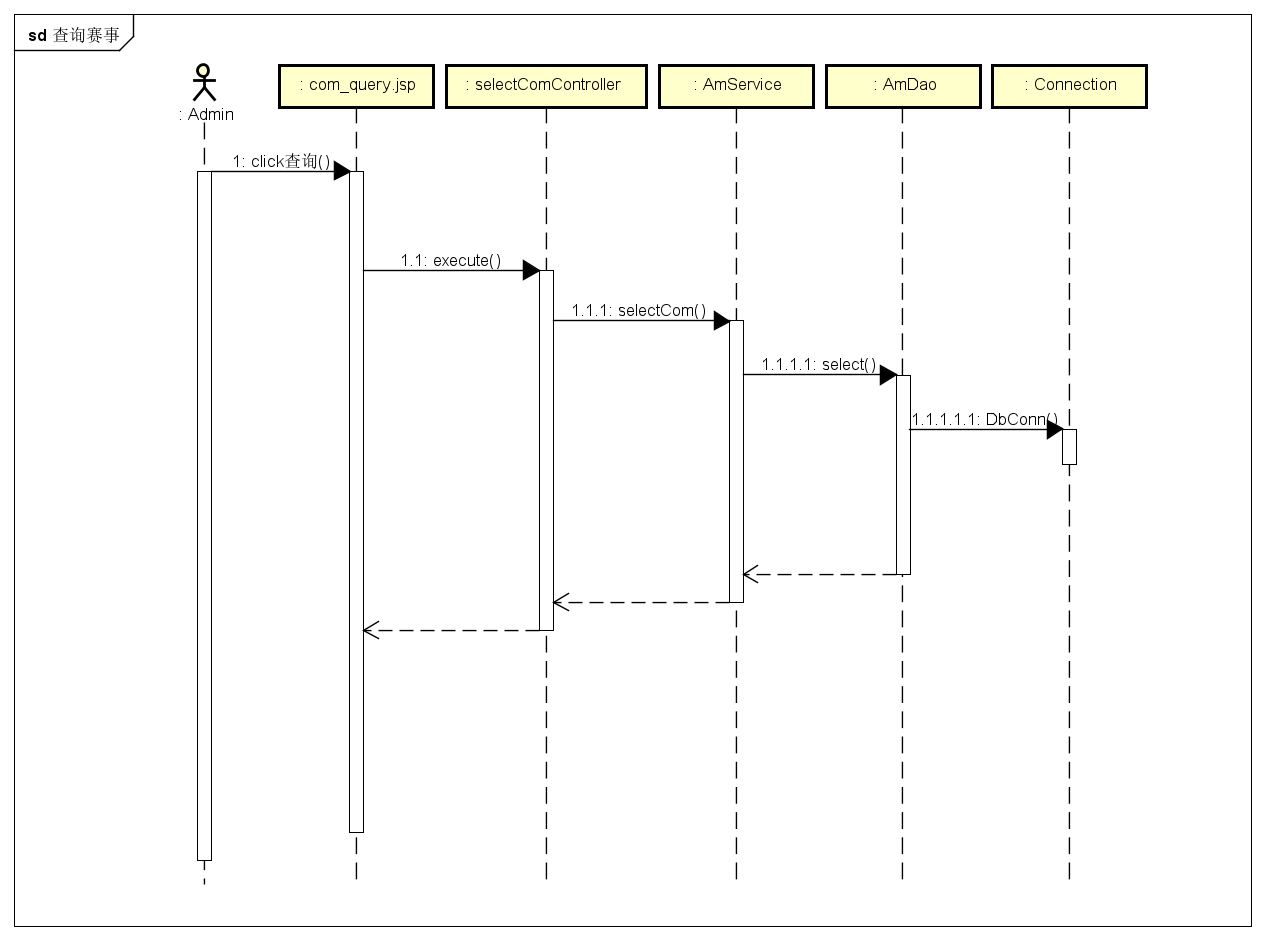 sd 查询赛事
: Admin
: com_query.jsp
: selectComController
: AmService
: AmDao
: Connection
1: click查询()
1.1: execute()
1.1.1: selectCom()
1.1.1.1: select()
1.1.1.1.1: DbConn()